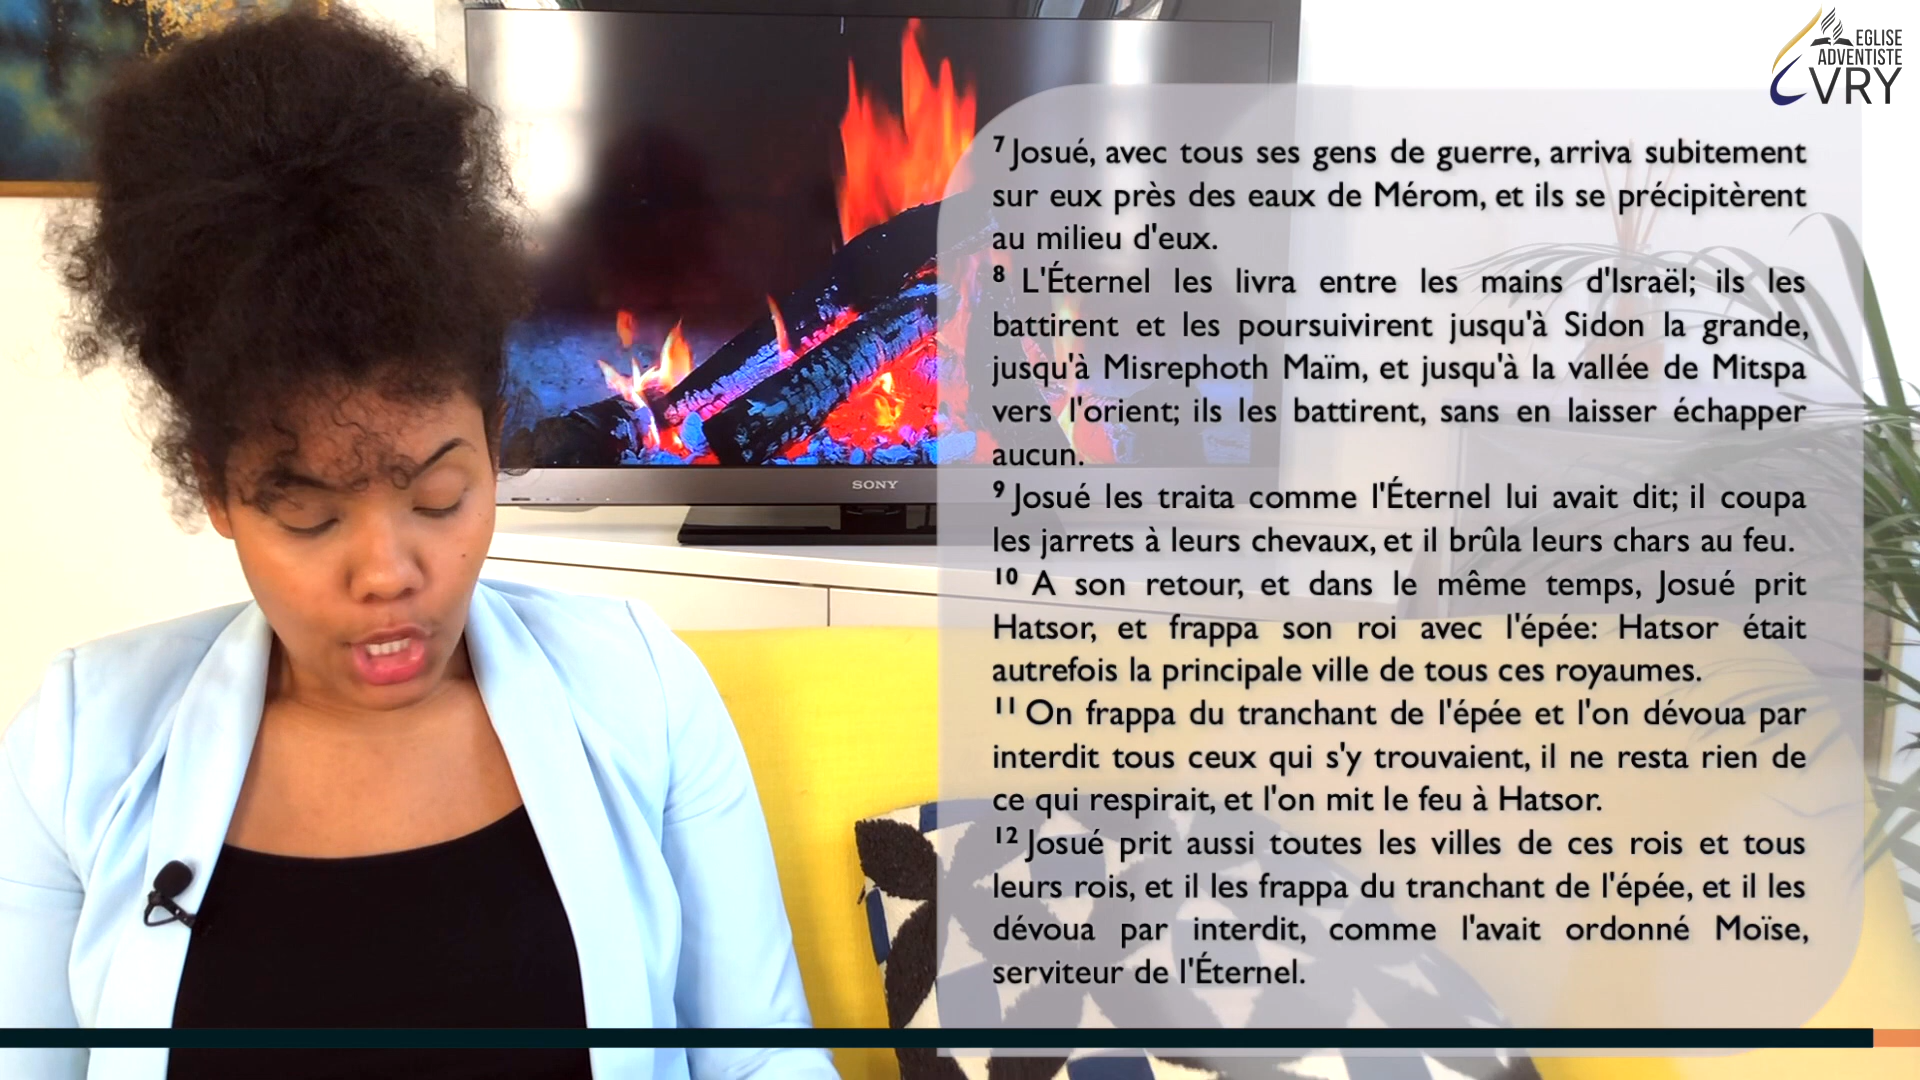 EGLISE
ADVENTISTE
VRY
7 Josué, avec tous ses gens de guerre, arriva subitement
sur eux près des eaux de Mérom, et ils se précipitèrent
au milieu d'eux.
8 L'Éternel les livra entre les mains d'Israël; ils les
battirent et les poursuivirent jusqu'à Sidon la grande,
jusqu'à Misrephoth Maïm, et jusqu'à la vallée de Mitspa
vers l'orient; ils les battirent, sans en laisser échapper
aucun.
9 Josué les traita comme l'Éternel lui avait dit; il coupa
les jarrets à leurs chevaux, et il brûla leurs chars au feu.
10 A son retour, et dans le même temps, Josué prit
Hatsor, et frappa son roi avec l'épée: Hatsor était
autrefois la principale ville de tous ces royaumes.
11 On frappa du tranchant de l'épée et l'on dévoua par
interdit tous ceux qui s'y trouvaient, il ne resta rien de
ce qui respirait, et l'on mit le feu à Hatsor.
12 Josué prit aussi toutes les villes de ces rois et tous
leurs rois, et il les frappa du tranchant de l'épée, et il les
dévoua par interdit, comme l'avait ordonné Moïse,
serviteur de l'Éternel.
SONY